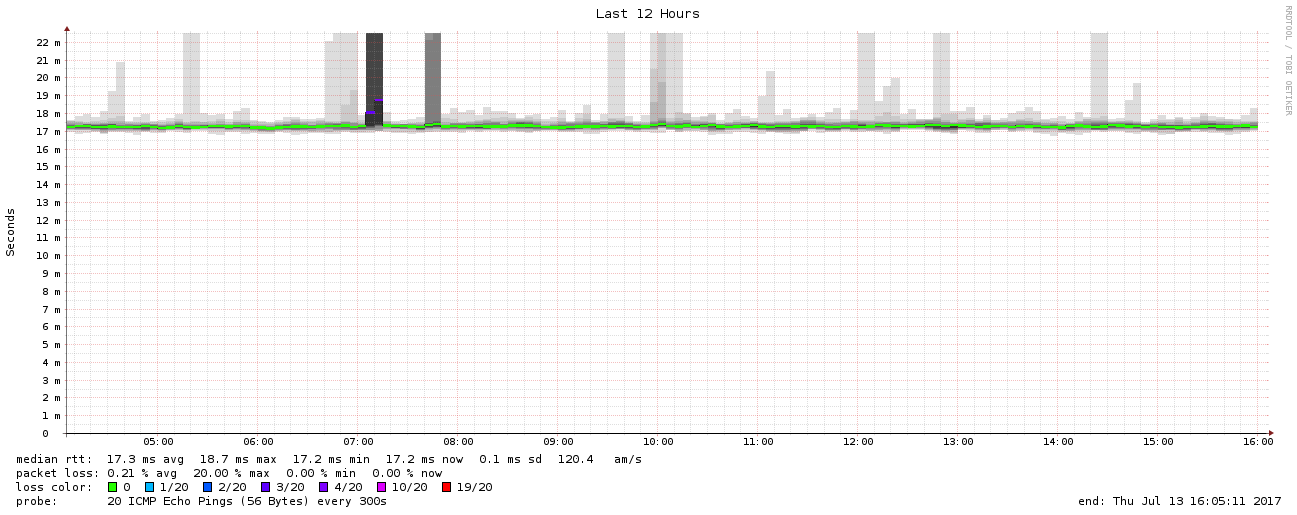 Last 12 Hours
RRDTOOL / TOBI OETIKER
Seconds
22 m
21 m
20 m
19 m
18 m
17 m
16 m
15 m
14 m
13 m
12 m
11 m
10 m
9 m
8 m
7 m
6 m
5 m
4 m
3 m
2 m
1 m
0
05:00 06:00 07:00 08:00 09:00 10:00 11:00 12:00 13:00 14:00 15:00 16:00
median rtt: 17.3 ms avg 18.7 ms max 17.2 ms min 17.2 ms now 0.1 ms sd 120.4 am/s
packet loss: 0.21 % avg 20.00 % max 0.00 % min 0.00 % now
loss color: 0 1/20 2/20 3/20 4/20 10/20 19/20
probe: 20 ICMP Echo Pings (56 Bytes) every 300s end: Thu Jul 13 16:05:11 2017